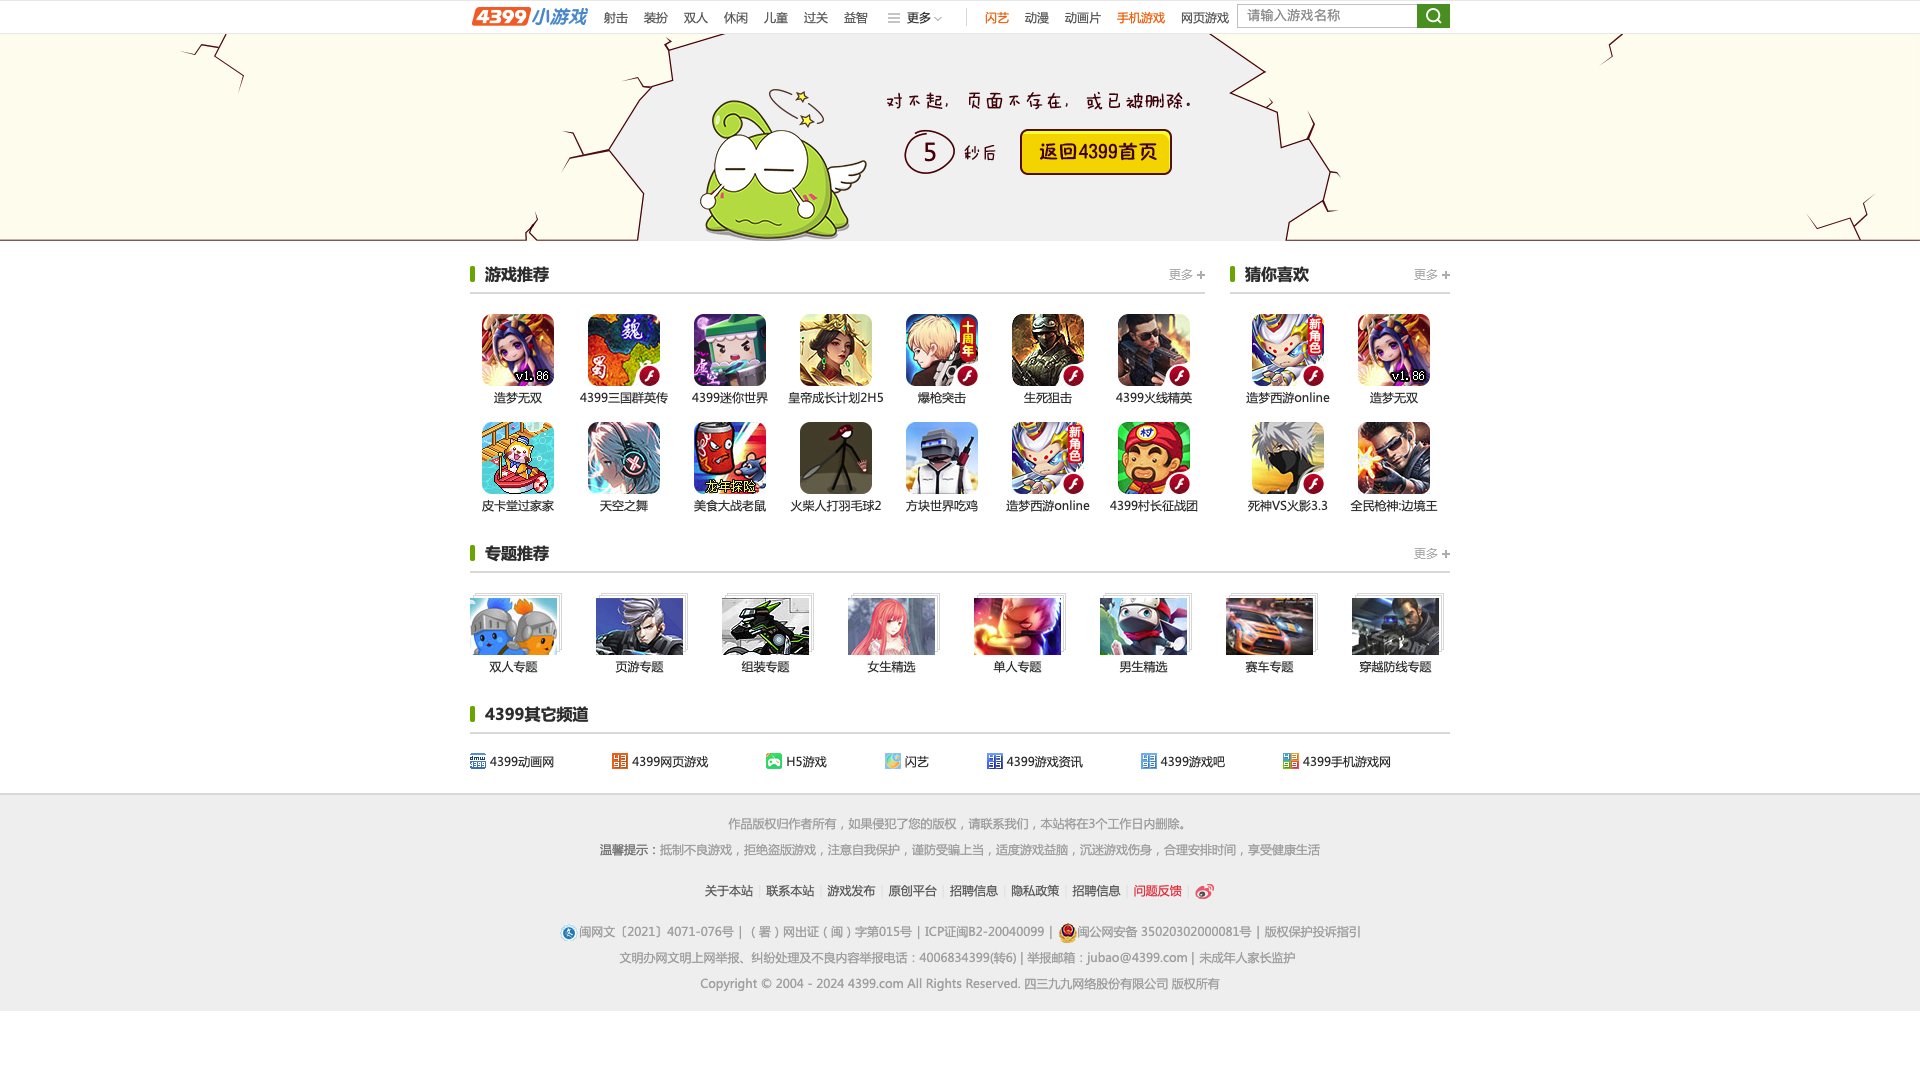 4399小游戏 射击 装扮 双人 休闲 儿童 过关 益智 更多 闪艺 动漫 动画片 手机游戏 网页游戏 请输入游戏名称
对不起，页面不存在，或已被删除.
5 秒后 返回4399首页
游戏推荐 更多 猜你喜欢 更多
造梦无双 4399三国群英传 4399迷你世界 皇帝成长计划2H5 爆枪突击 生死狙击 4399火线精英 造梦西游online 造梦无双
皮卡堂过家家 天空之舞 美食大战老鼠 火柴人打羽毛球2 方块世界吃鸡 造梦西游online 4399村长征战团 死神VS火影3.3 全民枪神:边境王
专题推荐 更多
双人专题 页游专题 组装专题 女生精选 单人专题 男生精选 赛车专题 穿越防线专题
4399其它频道
4399动画网 4399网页游戏 H5游戏 闪艺 4399游戏资讯 4399游戏吧 4399手机游戏网
作品版权归作者所有，如果侵犯了您的版权，请联系我们，本站将在3个工作日内删除。
温馨提示：抵制不良游戏，拒绝盗版游戏，注意自我保护，谨防受骗上当，适度游戏益脑，沉迷游戏伤身，合理安排时间，享受健康生活
关于本站 | 联系本站 | 游戏发布 | 原创平台 | 招聘信息 | 隐私政策 | 招聘信息 | 问题反馈
闽网文〔2021〕4071-076号 | （署）网出证（闽）字第015号 | ICP证闽B2-20040099 | 闽公网安备 35020302000081号 | 版权保护投诉指引
文明办网文明上网举报、纠纷处理及不良内容举报电话：4006834399(转6) | 举报邮箱：jubao@4399.com | 未成年人家长监护
Copyright © 2004 - 2024 4399.com All Rights Reserved. 四三九九网络股份有限公司 版权所有